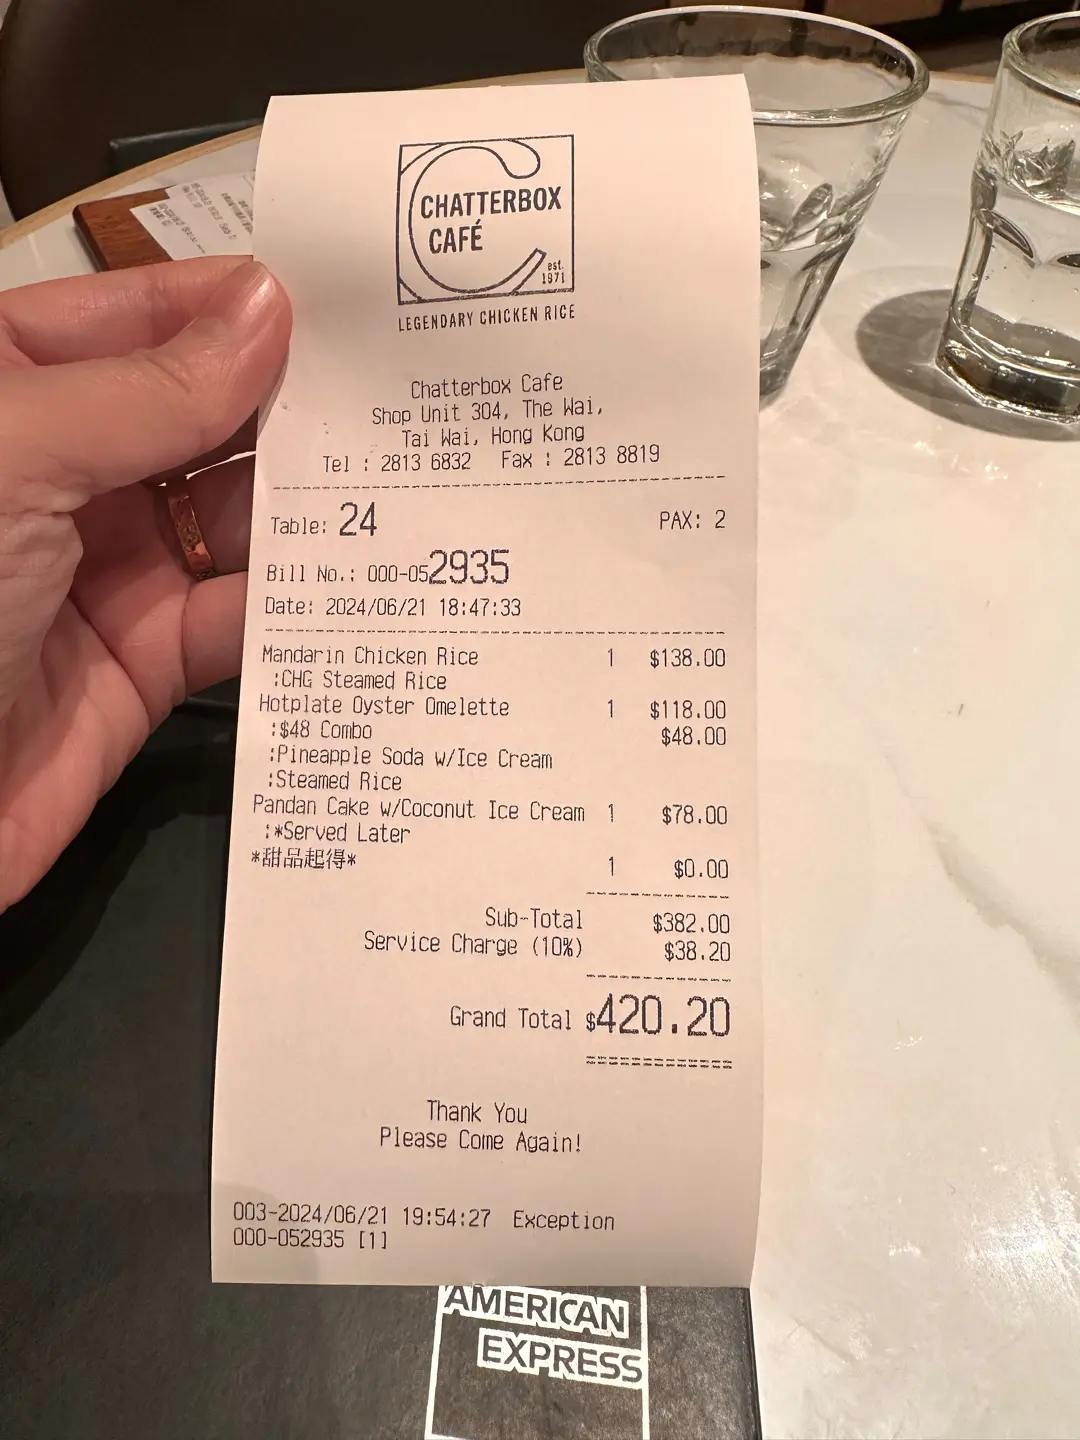 CHATTERBOX
CAFÉ
est.
1971
LEGENDARY CHICKEN RICE
Chatterbox Cafe
Shop Unit 304, The Wai,
Tai Wai, Hong Kong
Tel : 2813 6832 Fax : 2813 8819
Table: 24 PAX: 2
Bill No.: 000-052935
Date: 2024/06/21 18:47:33
Mandarin Chicken Rice 1 $138.00
:CHG Steamed Rice
Hotplate Oyster Omelette 1 $118.00
:$48 Combo $48.00
:Pineapple Soda w/Ice Cream
:Steamed Rice
Pandan Cake w/Coconut Ice Cream 1 $78.00
:*Served Later
*甜品起得* 1 $0.00
Sub-Total $382.00
Service Charge (10%) $38.20
Grand Total $420.20
Thank You
Please Come Again!
003-2024/06/21 19:54:27 Exception
000-052935 [1]
AMERICAN
EXPRESS